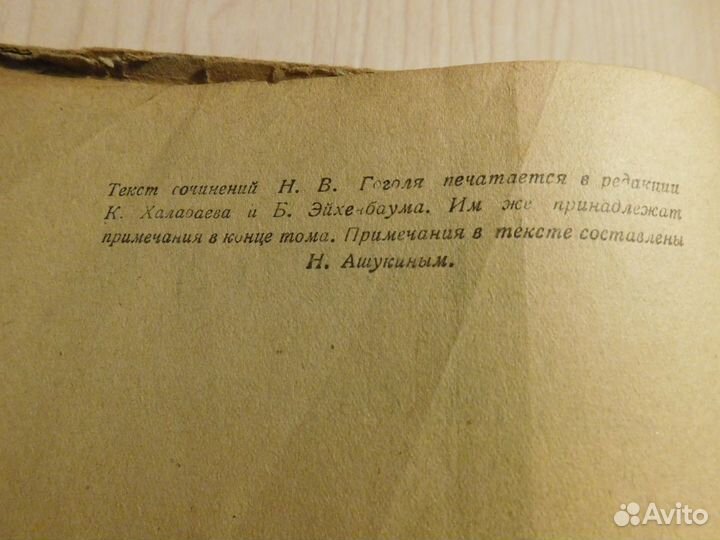 Текст сочинений Н. В. Гоголя печатается в редакции
К. Халабаева и Б. Эйхенбаума. Им же принадлежат
примечания в конце тома. Примечания в тексте составлены
Н. Ашукиным.
Avito